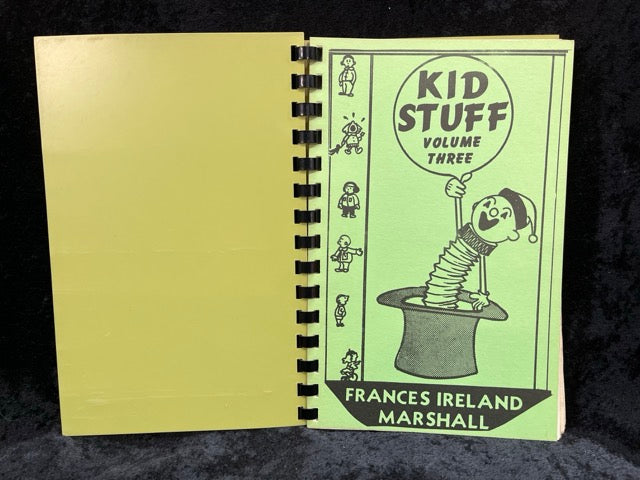 KID
STUFF
VOLUME
THREE
FRANCES IRELAND
MARSHALL